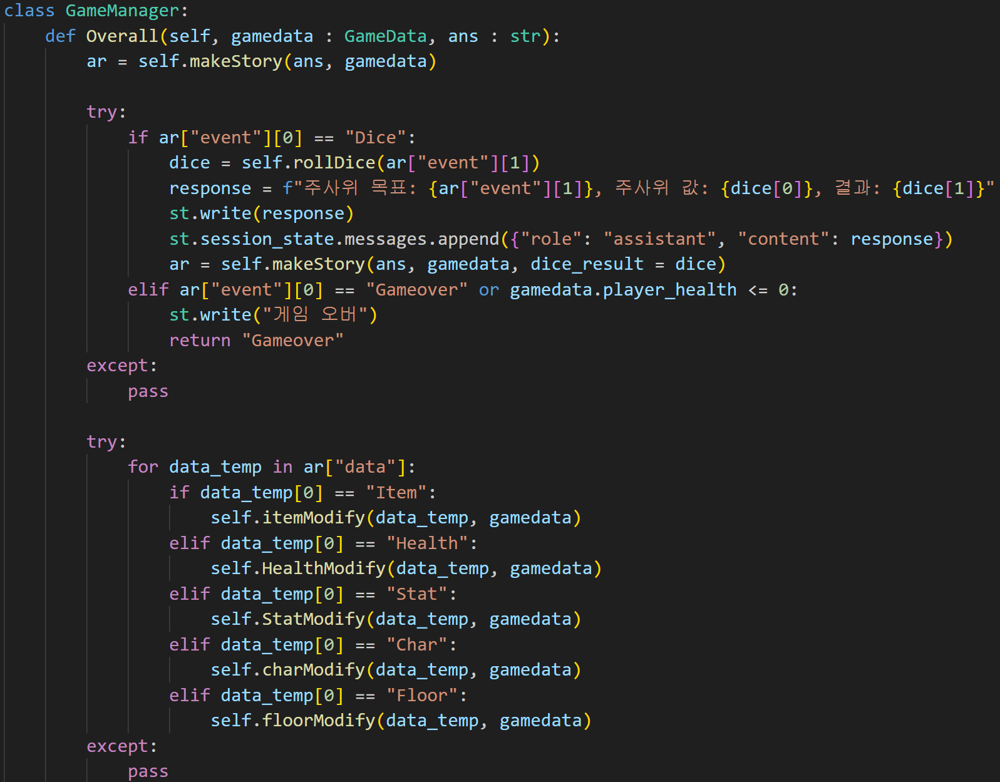 class GameManager:
    def Overall(self, gamedata : GameData, ans : str):
        ar = self.makeStory(ans, gamedata)

        try:
            if ar["event"][0] == "Dice":
                dice = self.rollDice(ar["event"][1])
                response = f"주사위 목표: {ar["event"][1]}, 주사위 값: {dice[0]}, 결과: {dice[1]}"
                st.write(response)
                st.session_state.messages.append({"role": "assistant", "content": response})
                ar = self.makeStory(ans, gamedata, dice_result = dice)
            elif ar["event"][0] == "Gameover" or gamedata.player_health <= 0:
                st.write("게임 오버")
                return "Gameover"
        except:
            pass

        try:
            for data_temp in ar["data"]:
                if data_temp[0] == "Item":
                    self.itemModify(data_temp, gamedata)
                elif data_temp[0] == "Health":
                    self.HealthModify(data_temp, gamedata)
                elif data_temp[0] == "Stat":
                    self.StatModify(data_temp, gamedata)
                elif data_temp[0] == "Char":
                    self.charModify(data_temp, gamedata)
                elif data_temp[0] == "Floor":
                    self.floorModify(data_temp, gamedata)
        except:
            pass